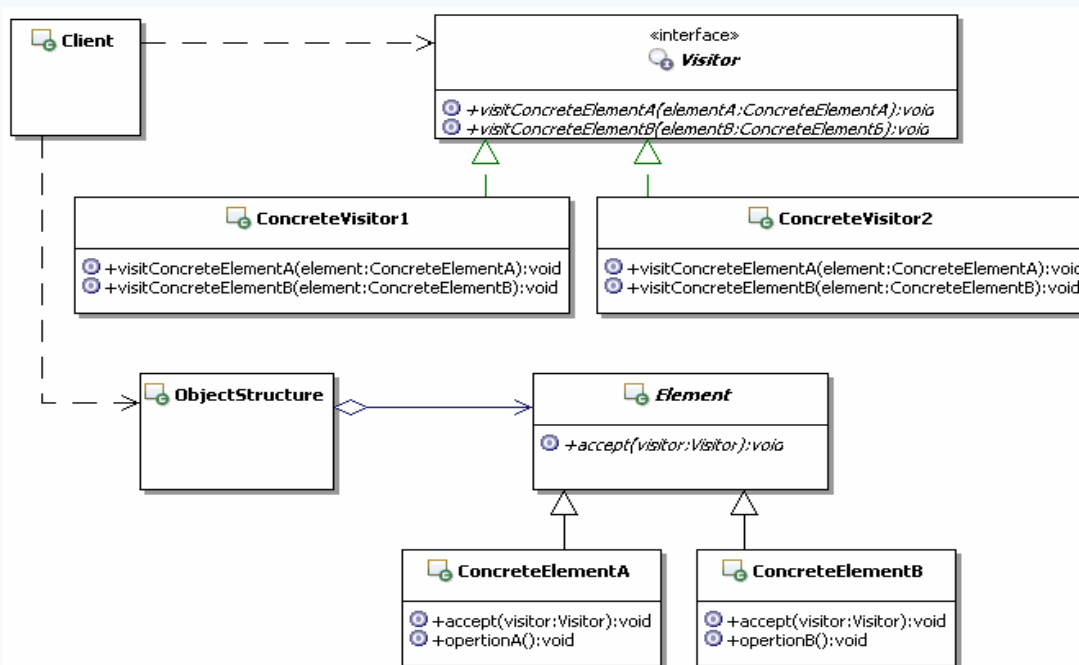 Client
«interface»
Visitor
+visitConcreteElementA(elementA:ConcreteElementA):void
+visitConcreteElementB(elementB:ConcreteElementB):void
ConcreteVisitor1
+visitConcreteElementA(element:ConcreteElementA):void
+visitConcreteElementB(element:ConcreteElementB):void
ConcreteVisitor2
+visitConcreteElementA(element:ConcreteElementA):void
+visitConcreteElementB(element:ConcreteElementB):void
ObjectStructure
Element
+accept(visitor:Visitor):void
ConcreteElementA
+accept(visitor:Visitor):void
+opertionA():void
ConcreteElementB
+accept(visitor:Visitor):void
+opertionB():void